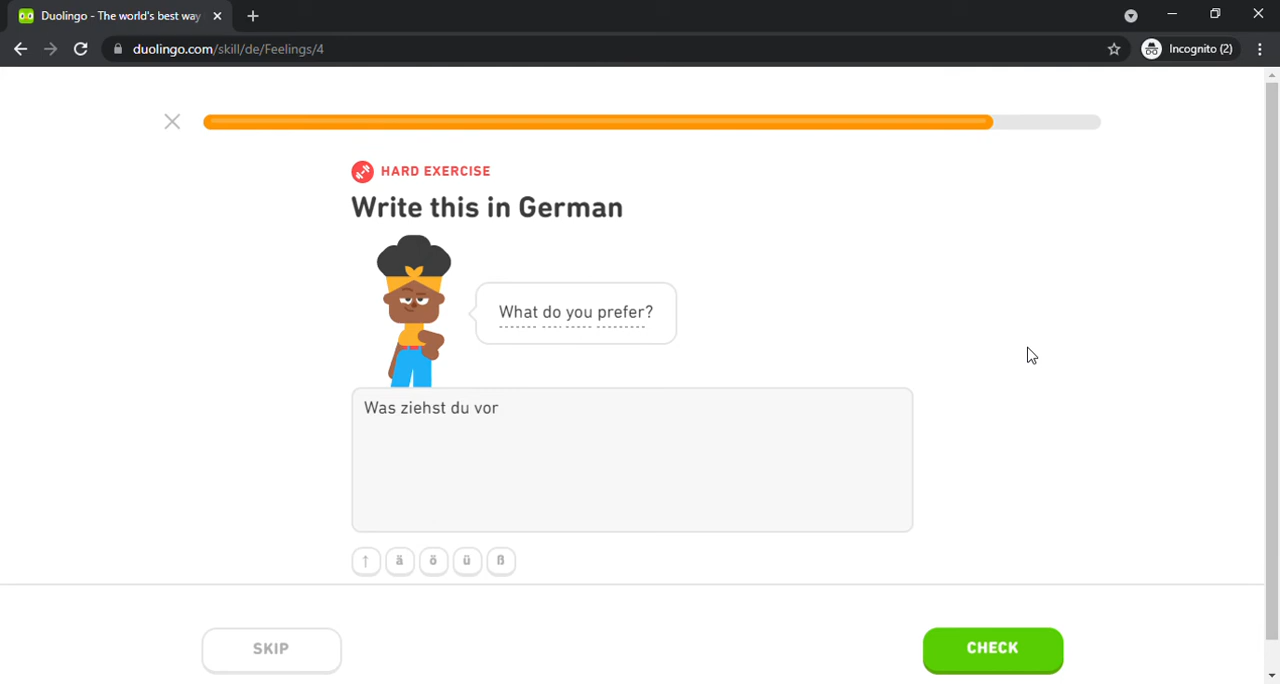 Duolingo - The world's best way
duolingo.com/skill/de/Feelings/4
Incognito (2)
HARD EXERCISE
Write this in German
What do you prefer?
Was ziehst du vor
↑ ä ö ü ß
SKIP
CHECK